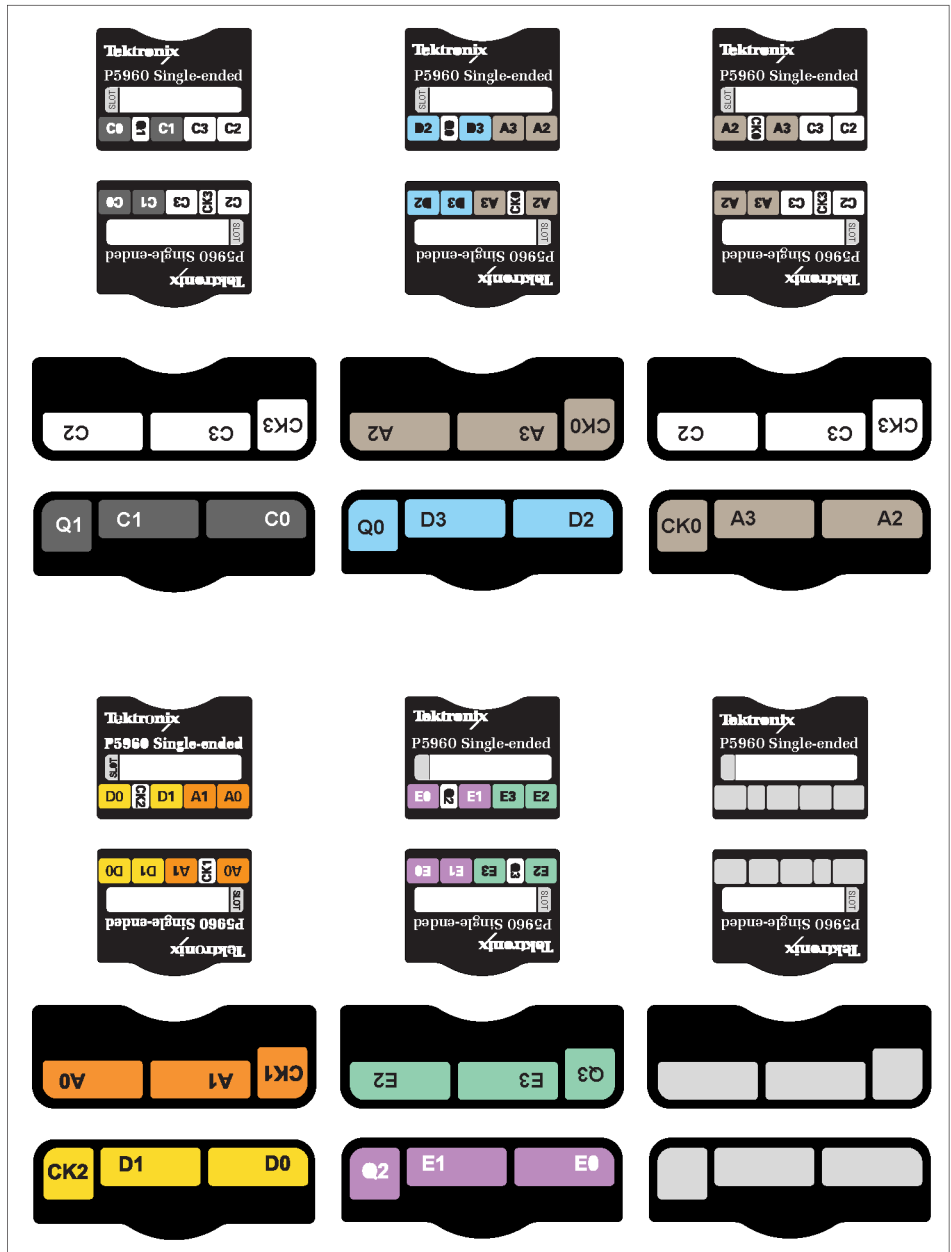 Tektronix
P5960 Single-ended
SLOT
C0 Q1 C1 C3 C2
C0 C1 C3 CK3 C2
SLOT
P5960 Single-ended
Tektronix
Tektronix
P5960 Single-ended
SLOT
D2 Q0 D3 A3 A2
D2 D3 A3 CK0 A2
SLOT
P5960 Single-ended
Tektronix
Tektronix
P5960 Single-ended
SLOT
A2 CK0 A3 C3 C2
A2 A3 C3 CK3 C2
SLOT
P5960 Single-ended
Tektronix
C2 C3 CK3
Q1 C1 C0
A2 A3 CK0
Q0 D3 D2
C2 C3 CK3
CK0 A3 A2
Tektronix
P5960 Single-ended
SLOT
D0 CK2 D1 A1 A0
D0 D1 A1 CK1 A0
SLOT
P5960 Single-ended
Tektronix
Tektronix
P5960 Single-ended
E0 Q2 E1 E3 E2
E0 E1 E3 Q3 E2
SLOT
P5960 Single-ended
Tektronix
Tektronix
P5960 Single-ended
SLOT
P5960 Single-ended
Tektronix
A0 A1 CK1
CK2 D1 D0
E2 E3 Q3
Q2 E1 E0